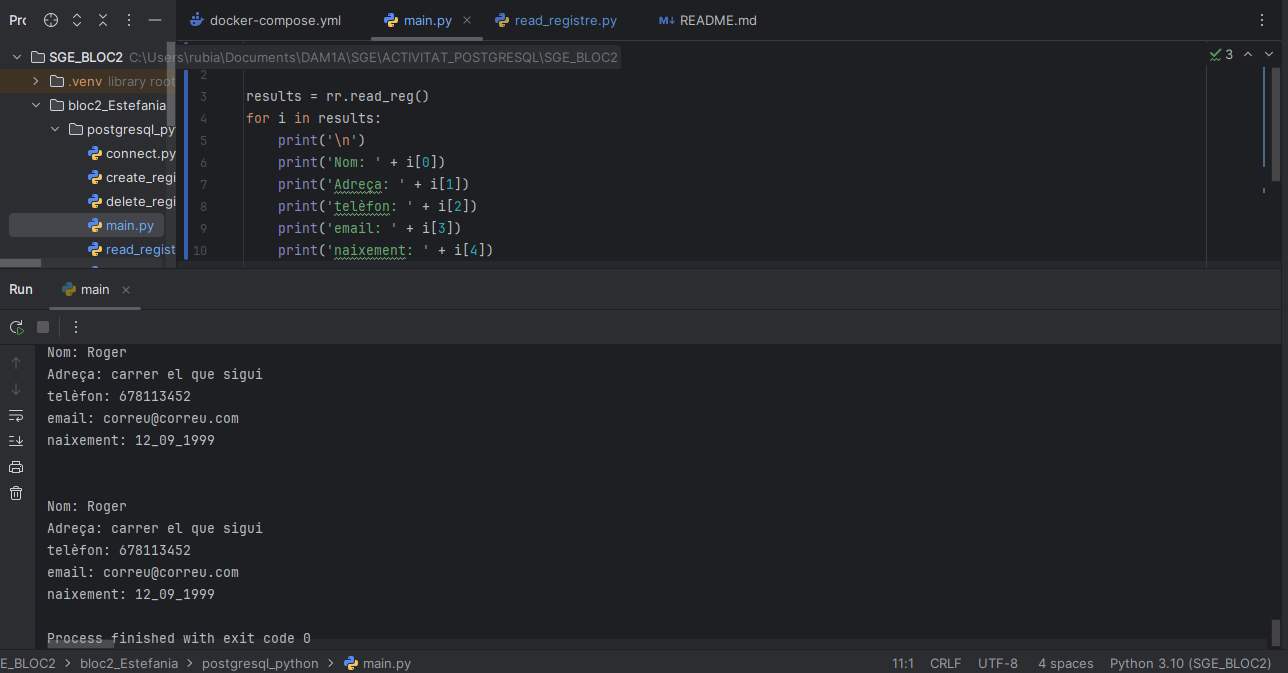 Pro
docker-compose.yml
main.py
read_registre.py
README.md
SGE_BLOC2 C:\Users\rubia\Documents\DAM1A\SGE\ACTIVITAT_POSTGRESQL\SGE_BLOC2
3
.venv library root
bloc2_Estefania
postgresql_py
connect.py
create_regi
delete_regi
main.py
read_regist
2
3 results = rr.read_reg()
4 for i in results:
5 print('\n')
6 print('Nom: ' + i[0])
7 print('Adreça: ' + i[1])
8 print('telèfon: ' + i[2])
9 print('email: ' + i[3])
10 print('naixement: ' + i[4])
Run
main
Nom: Roger
Adreça: carrer el que sigui
telèfon: 678113452
email: correu@correu.com
naixement: 12_09_1999
Nom: Roger
Adreça: carrer el que sigui
telèfon: 678113452
email: correu@correu.com
naixement: 12_09_1999
Process finished with exit code 0
E_BLOC2 > bloc2_Estefania > postgresql_python > main.py
11:1 CRLF UTF-8 4 spaces Python 3.10 (SGE_BLOC2)